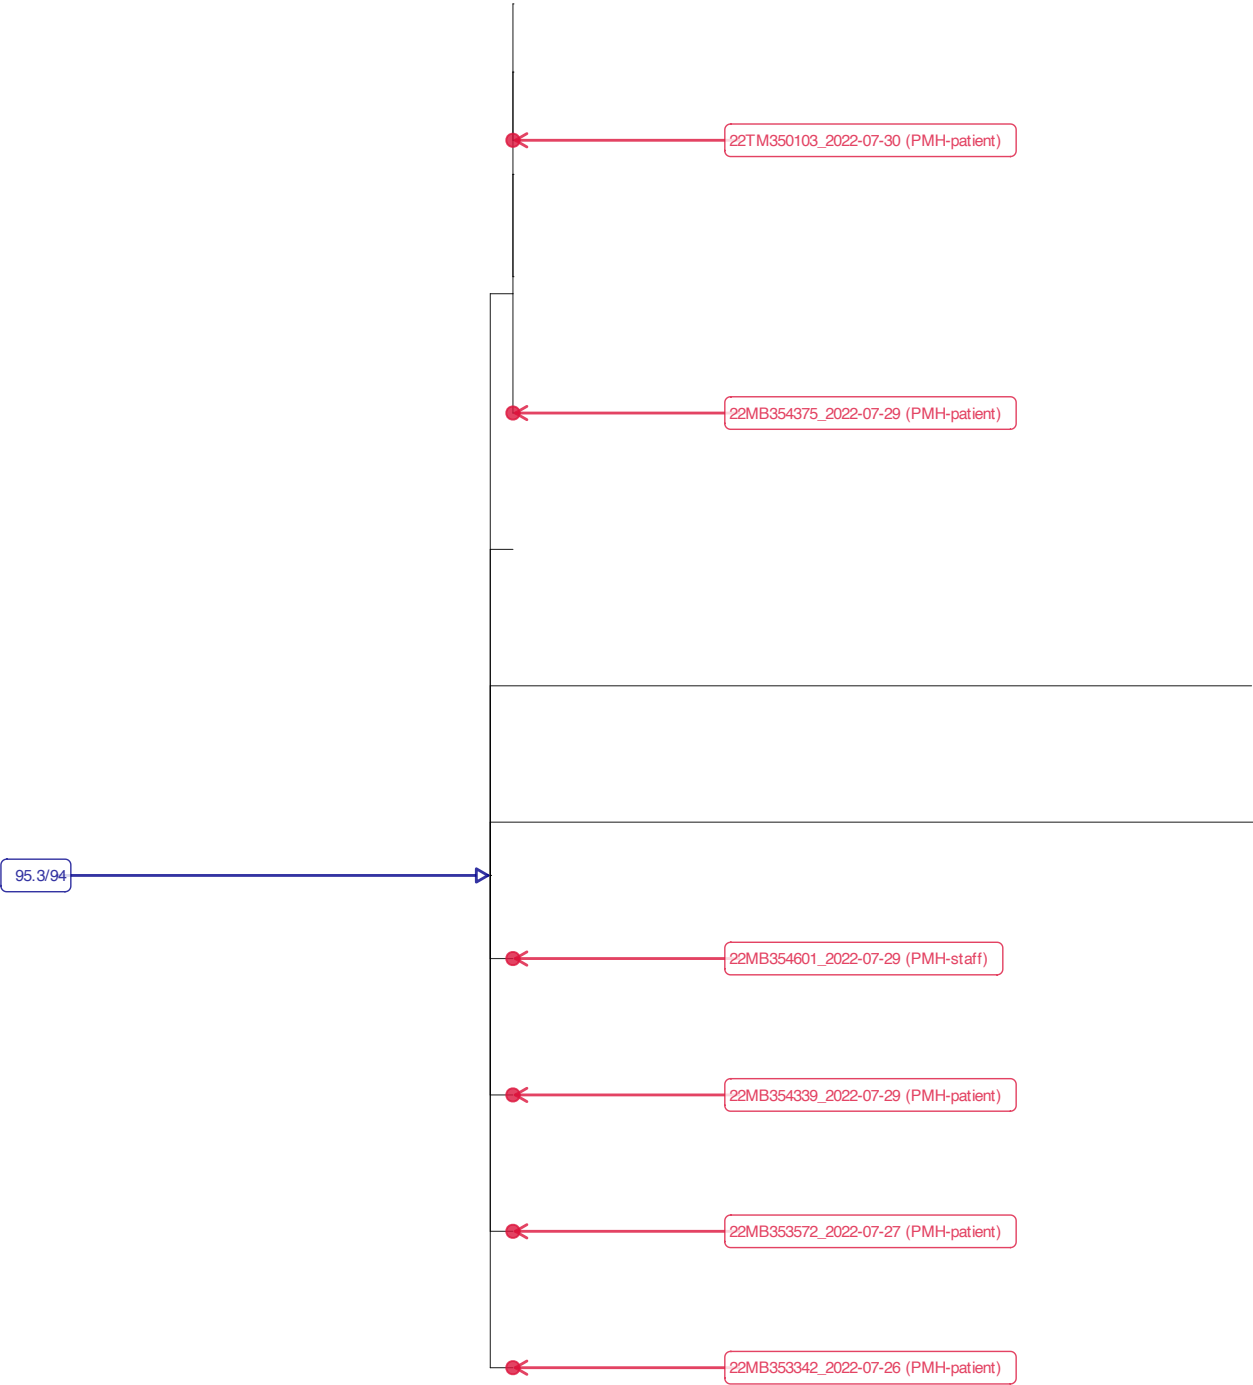 22TM350103_2022-07-30 (PMH-patient)
22MB354375_2022-07-29 (PMH-patient)
95.3/94
22MB354601_2022-07-29 (PMH-staff)
22MB354339_2022-07-29 (PMH-patient)
22MB353572_2022-07-27 (PMH-patient)
22MB353342_2022-07-26 (PMH-patient)